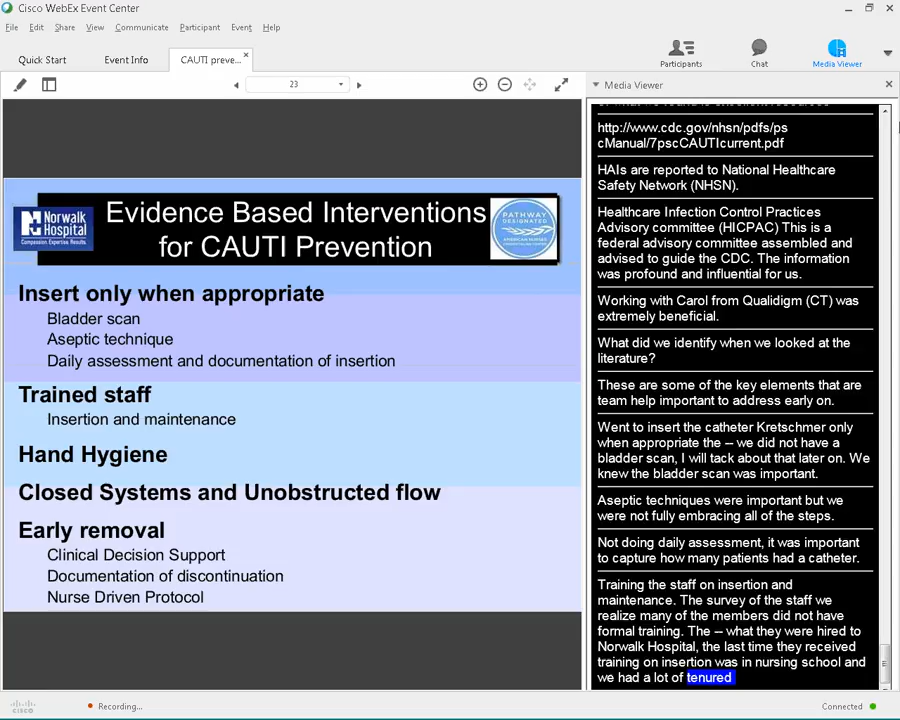 Cisco WebEx Event Center
File Edit Share View Communicate Participant Event Help
Quick Start Event Info CAUTI preve... Participants Chat Media Viewer
23 Media Viewer
Norwalk Hospital
Compassion. Expertise. Results.
Evidence Based Interventions
for CAUTI Prevention
PATHWAY
DESIGNATED
AMERICAN NURSES
CREDENTIALING CENTER
Insert only when appropriate
Bladder scan
Aseptic technique
Daily assessment and documentation of insertion
Trained staff
Insertion and maintenance
Hand Hygiene
Closed Systems and Unobstructed flow
Early removal
Clinical Decision Support
Documentation of discontinuation
Nurse Driven Protocol
http://www.cdc.gov/nhsn/pdfs/ps
cManual/7pscCAUTIcurrent.pdf
HAIs are reported to National Healthcare
Safety Network (NHSN).
Healthcare Infection Control Practices
Advisory committee (HICPAC) This is a
federal advisory committee assembled and
advised to guide the CDC. The information
was profound and influential for us.
Working with Carol from Qualidigm (CT) was
extremely beneficial.
What did we identify when we looked at the
literature?
These are some of the key elements that are
team help important to address early on.
Went to insert the catheter Kretschmer only
when appropriate the -- we did not have a
bladder scan, I will tack about that later on. We
knew the bladder scan was important.
Aseptic techniques were important but we
were not fully embracing all of the steps.
Not doing daily assessment, it was important
to capture how many patients had a catheter.
Training the staff on insertion and
maintenance. The survey of the staff we
realize many of the members did not have
formal training. The -- what they were hired to
Norwalk Hospital, the last time they received
training on insertion was in nursing school and
we had a lot of tenured
cisco Recording... Connected